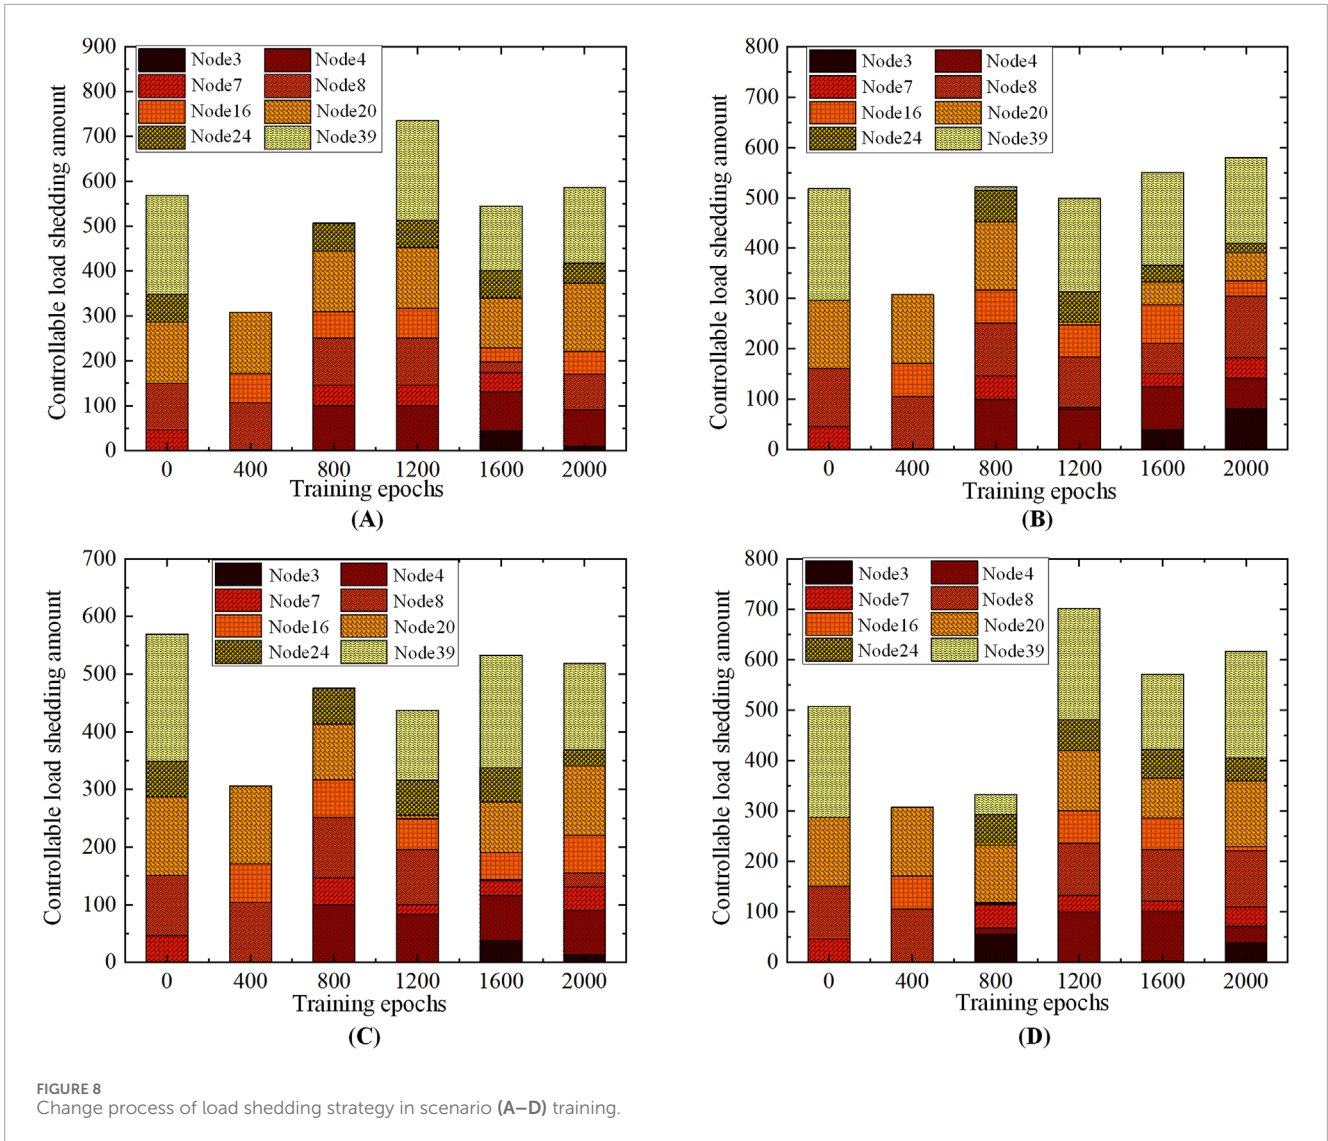 900
800
700
600
500
400
300
200
100
0
Controllable load shedding amount
Node3 Node4
Node7 Node8
Node16 Node20
Node24 Node39
0 400 800 1200 1600 2000
Training epochs
(A)
800
700
600
500
400
300
200
100
0
Controllable load shedding amount
Node3 Node4
Node7 Node8
Node16 Node20
Node24 Node39
0 400 800 1200 1600 2000
Training epochs
(B)
700
600
500
400
300
200
100
0
Controllable load shedding amount
Node3 Node4
Node7 Node8
Node16 Node20
Node24 Node39
0 400 800 1200 1600 2000
Training epochs
(C)
800
700
600
500
400
300
200
100
0
Controllable load shedding amount
Node3 Node4
Node7 Node8
Node16 Node20
Node24 Node39
0 400 800 1200 1600 2000
Training epochs
(D)
FIGURE 8
Change process of load shedding strategy in scenario (A–D) training.